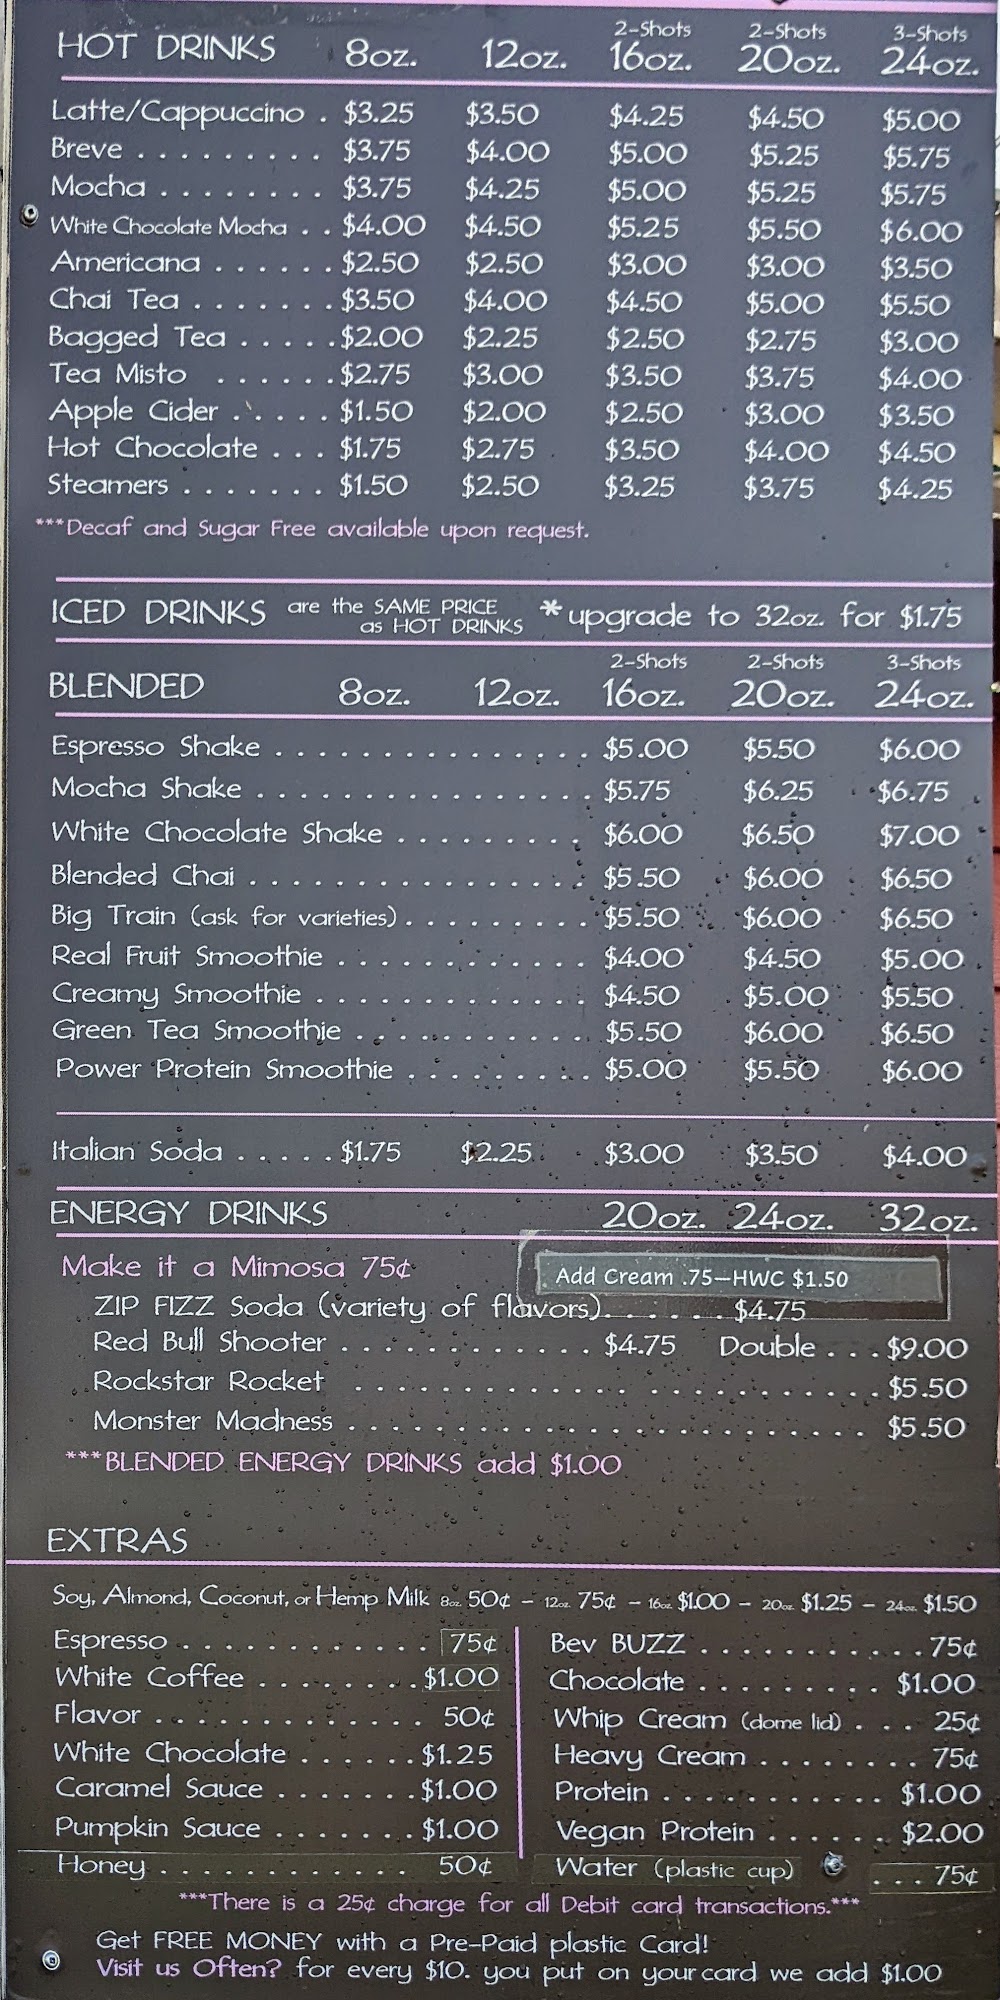 HOT DRINKS 8oz. 12oz. 2-Shots 16oz. 2-Shots 20oz. 3-Shots 24oz.
Latte/Cappuccino . $3.25 $3.50 $4.25 $4.50 $5.00
Breve . . . . . . . . . $3.75 $4.00 $5.00 $5.25 $5.75
Mocha . . . . . . . . $3.75 $4.25 $5.00 $5.25 $5.75
White Chocolate Mocha . . $4.00 $4.50 $5.25 $5.50 $6.00
Americana . . . . . . $2.50 $2.50 $3.00 $3.00 $3.50
Chai Tea . . . . . . . $3.50 $4.00 $4.50 $5.00 $5.50
Bagged Tea . . . . . $2.00 $2.25 $2.50 $2.75 $3.00
Tea Misto . . . . . . $2.75 $3.00 $3.50 $3.75 $4.00
Apple Cider . . . . . $1.50 $2.00 $2.50 $3.00 $3.50
Hot Chocolate . . . $1.75 $2.75 $3.50 $4.00 $4.50
Steamers . . . . . . . $1.50 $2.50 $3.25 $3.75 $4.25
***Decaf and Sugar Free available upon request.
ICED DRINKS are the SAME PRICE as HOT DRINKS *upgrade to 32oz. for $1.75
BLENDED 8oz. 12oz. 2-Shots 16oz. 2-Shots 20oz. 3-Shots 24oz.
Espresso Shake . . . . . . . . . . . . . . $5.00 $5.50 $6.00
Mocha Shake . . . . . . . . . . . . . . . $5.75 $6.25 $6.75
White Chocolate Shake . . . . . . . . . $6.00 $6.50 $7.00
Blended Chai . . . . . . . . . . . . . . . $5.50 $6.00 $6.50
Big Train (ask for varieties) . . . . . . . . . $5.50 $6.00 $6.50
Real Fruit Smoothie . . . . . . . . . . . . $4.00 $4.50 $5.00
Creamy Smoothie . . . . . . . . . . . . $4.50 $5.00 $5.50
Green Tea Smoothie . . . . . . . . . . . $5.50 $6.00 $6.50
Power Protein Smoothie . . . . . . . . . $5.00 $5.50 $6.00
Italian Soda . . . . . $1.75 $2.25 $3.00 $3.50 $4.00
ENERGY DRINKS 20oz. 24oz. 32oz.
Make it a Mimosa 75¢ Add Cream .75—HWC $1.50
ZIP FIZZ Soda (variety of flavors). . . . . . $4.75
Red Bull Shooter . . . . . . . . . . . . $4.75 Double . . . $9.00
Rockstar Rocket . . . . . . . . . . . . . . . . . . . . . . . $5.50
Monster Madness . . . . . . . . . . . . . . . . . . . . . . . $5.50
***BLENDED ENERGY DRINKS add $1.00
EXTRAS
Soy, Almond, Coconut, or Hemp Milk 8oz. 50¢ – 12oz. 75¢ – 16oz. $1.00 – 20oz. $1.25 – 24oz. $1.50
Espresso . . . . . . . . . . . . 75¢ Bev BUZZ . . . . . . . . . . . 75¢
White Coffee . . . . . . . . $1.00 Chocolate . . . . . . . . . $1.00
Flavor . . . . . . . . . . . . . 50¢ Whip Cream (dome lid) . . . 25¢
White Chocolate . . . . . . $1.25 Heavy Cream . . . . . . . . 75¢
Caramel Sauce . . . . . . . $1.00 Protein . . . . . . . . . . . $1.00
Pumpkin Sauce . . . . . . . $1.00 Vegan Protein . . . . . . $2.00
Honey . . . . . . . . . . . . 50¢ Water (plastic cup) . . . 75¢
***There is a 25¢ charge for all Debit card transactions.***
Get FREE MONEY with a Pre-Paid plastic Card!
Visit us Often? for every $10. you put on your card we add $1.00